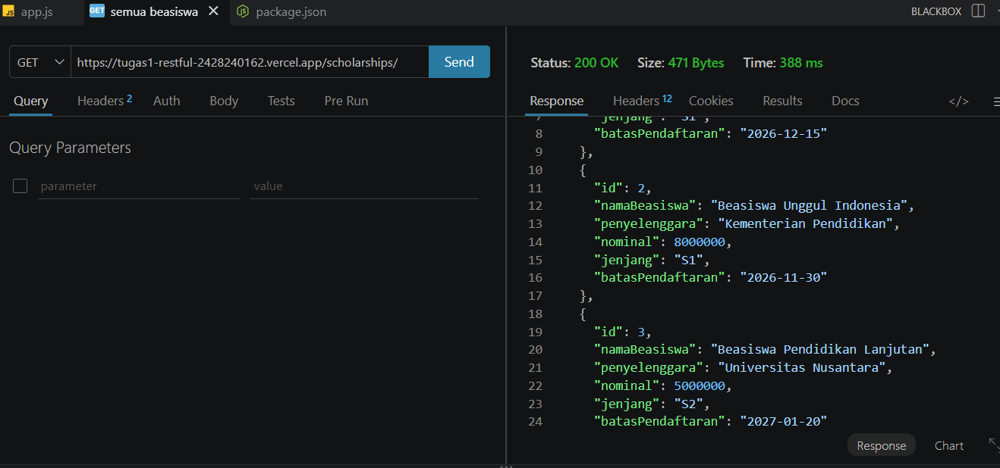 JS app.js GET semua beasiswa × JS package.json BLACKBOX
GET https://tugas1-restful-2428240162.vercel.app/scholarships/ Send
Query Headers 2 Auth Body Tests Pre Run
Query Parameters
parameter value
Status: 200 OK Size: 471 Bytes Time: 388 ms
Response Headers 12 Cookies Results Docs </>
7 "jenjang": "S1",
8 "batasPendaftaran": "2026-12-15"
9 },
10 {
11 "id": 2,
12 "namaBeasiswa": "Beasiswa Unggul Indonesia",
13 "penyelenggara": "Kementerian Pendidikan",
14 "nominal": 8000000,
15 "jenjang": "S1",
16 "batasPendaftaran": "2026-11-30"
17 },
18 {
19 "id": 3,
20 "namaBeasiswa": "Beasiswa Pendidikan Lanjutan",
21 "penyelenggara": "Universitas Nusantara",
22 "nominal": 5000000,
23 "jenjang": "S2",
24 "batasPendaftaran": "2027-01-20"
Response Chart